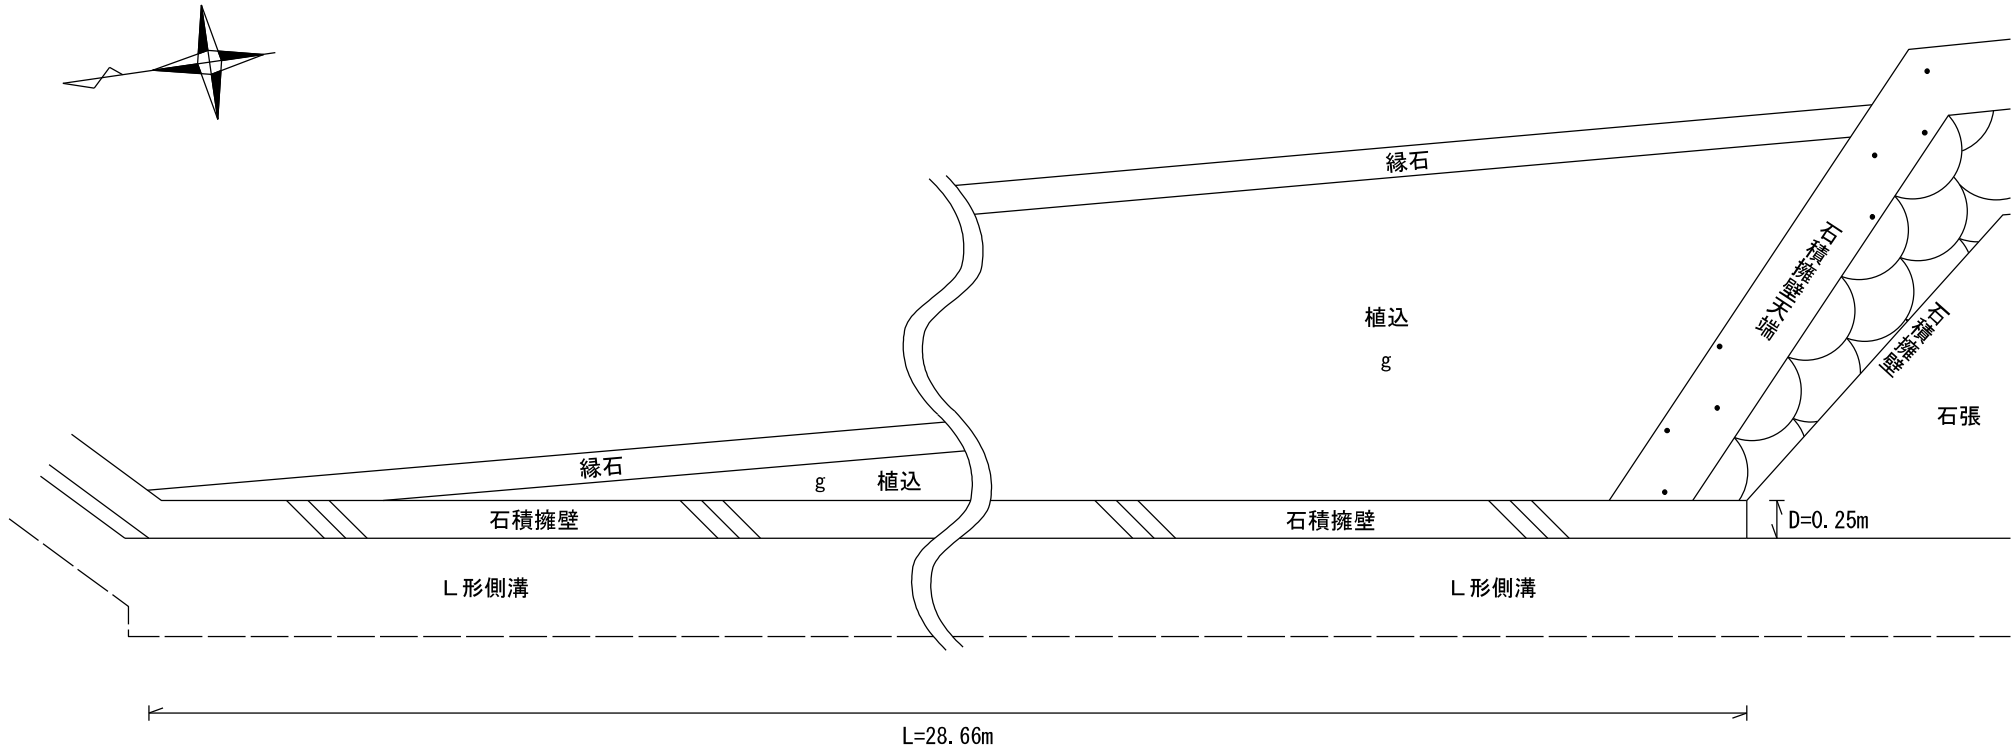 縁石
石積擁壁天端
植込
g
石積擁壁
石張
縁石
g 植込
石積擁壁
石積擁壁
D=0.25m
L形側溝
L形側溝
L=28.66m